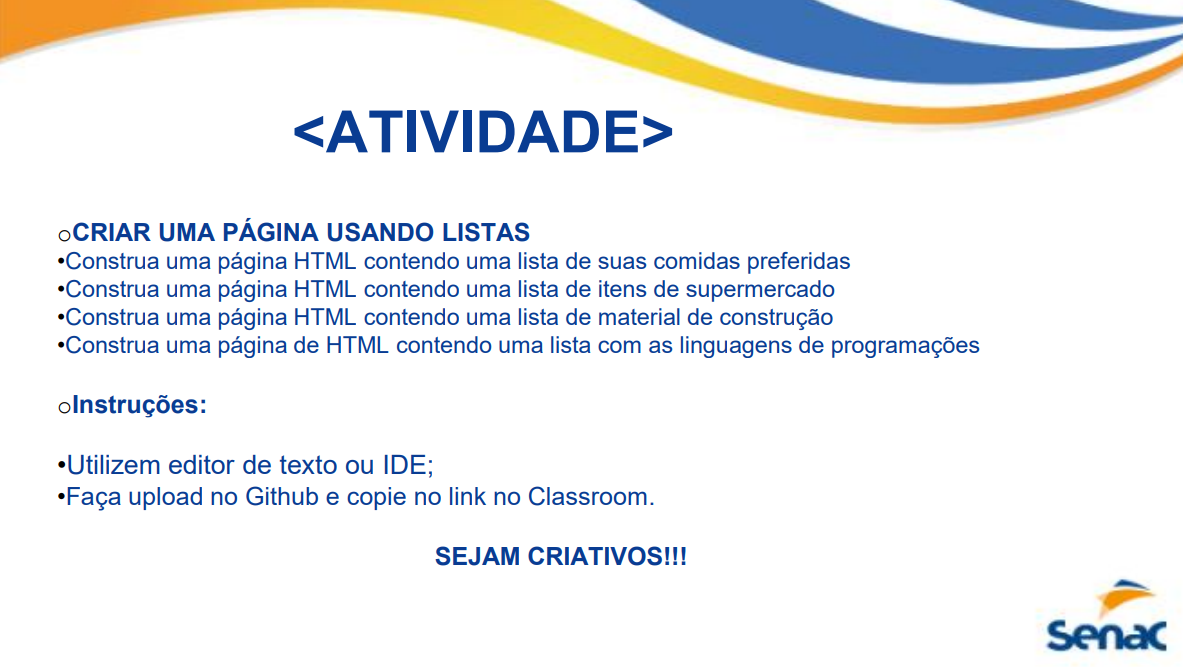 <ATIVIDADE>
oCRIAR UMA PÁGINA USANDO LISTAS
•Construa uma página HTML contendo uma lista de suas comidas preferidas
•Construa uma página HTML contendo uma lista de itens de supermercado
•Construa uma página HTML contendo uma lista de material de construção
•Construa uma página de HTML contendo uma lista com as linguagens de programações
oInstruções:
•Utilizem editor de texto ou IDE;
•Faça upload no Github e copie no link no Classroom.
SEJAM CRIATIVOS!!!
Senac